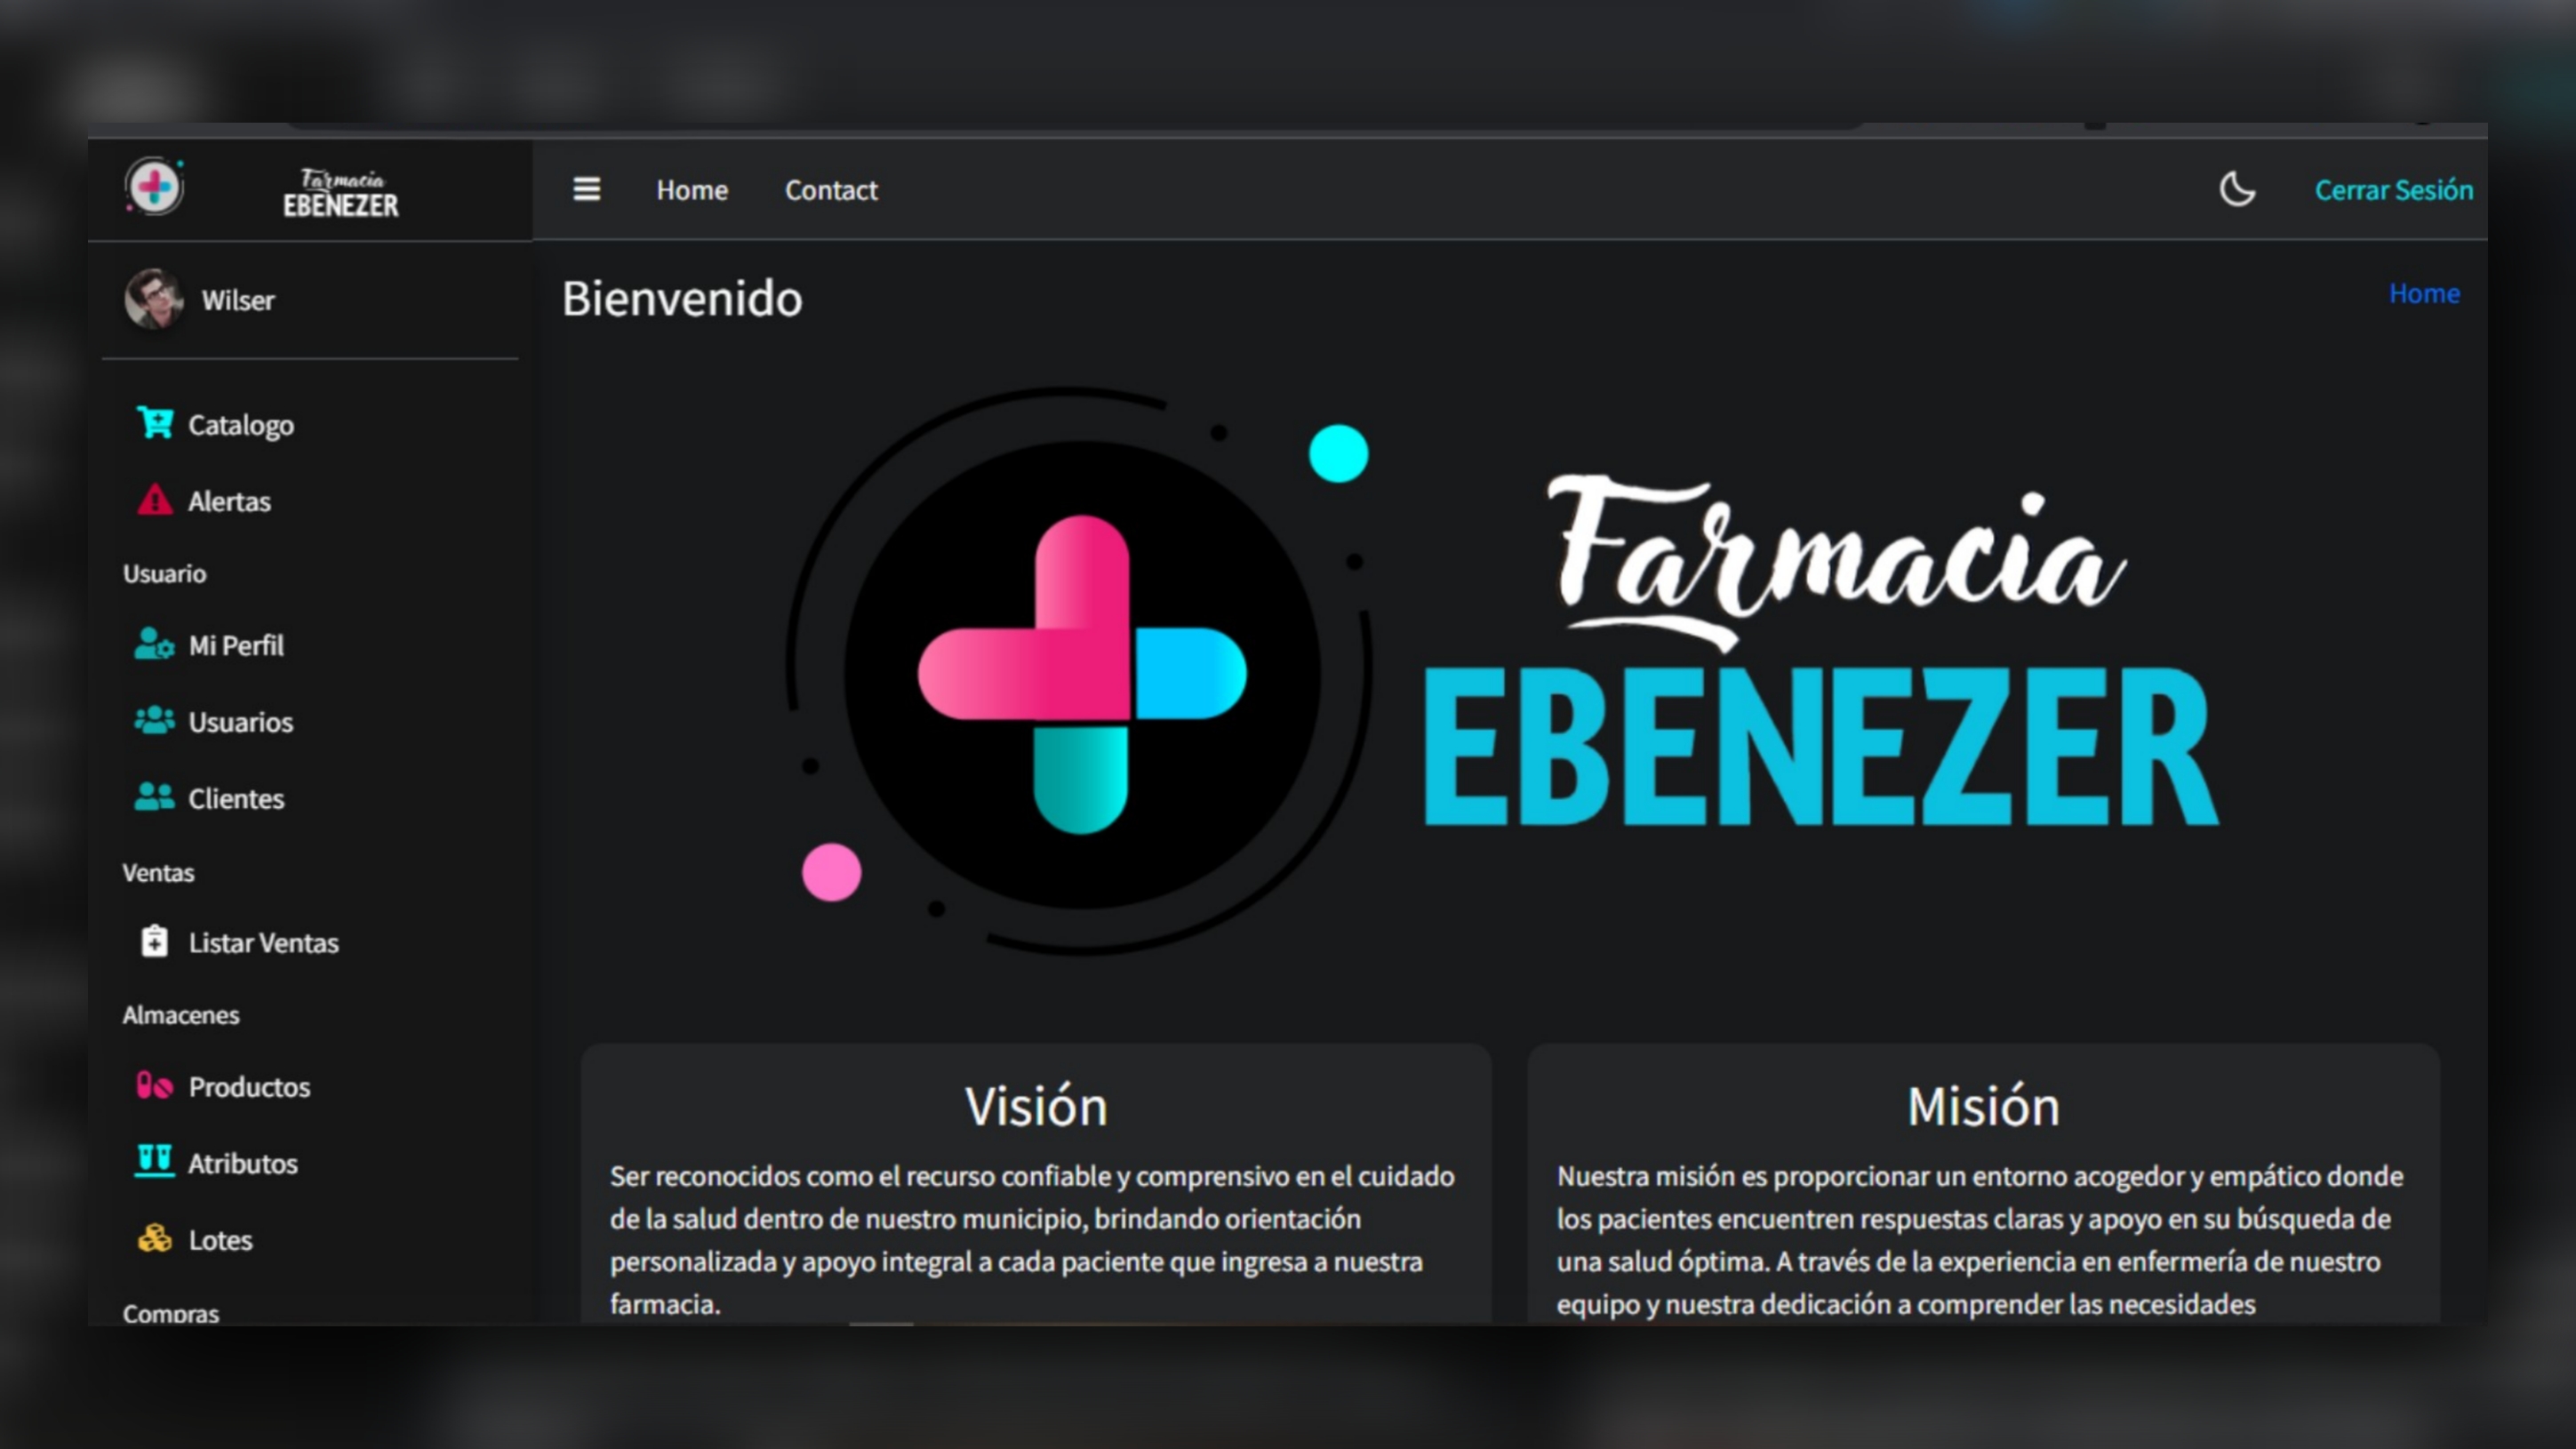 Farmacia
EBENEZER
Home
Contact
Cerrar Sesión
Wilser
Catalogo
Alertas
Usuario
Mi Perfil
Usuarios
Clientes
Ventas
Listar Ventas
Almacenes
Productos
Atributos
Lotes
Compras
Bienvenido
Home
Farmacia
EBENEZER
Visión
Ser reconocidos como el recurso confiable y comprensivo en el cuidado
de la salud dentro de nuestro municipio, brindando orientación
personalizada y apoyo integral a cada paciente que ingresa a nuestra
farmacia.
Misión
Nuestra misión es proporcionar un entorno acogedor y empático donde
los pacientes encuentren respuestas claras y apoyo en su búsqueda de
una salud óptima. A través de la experiencia en enfermería de nuestro
equipo y nuestra dedicación a comprender las necesidades